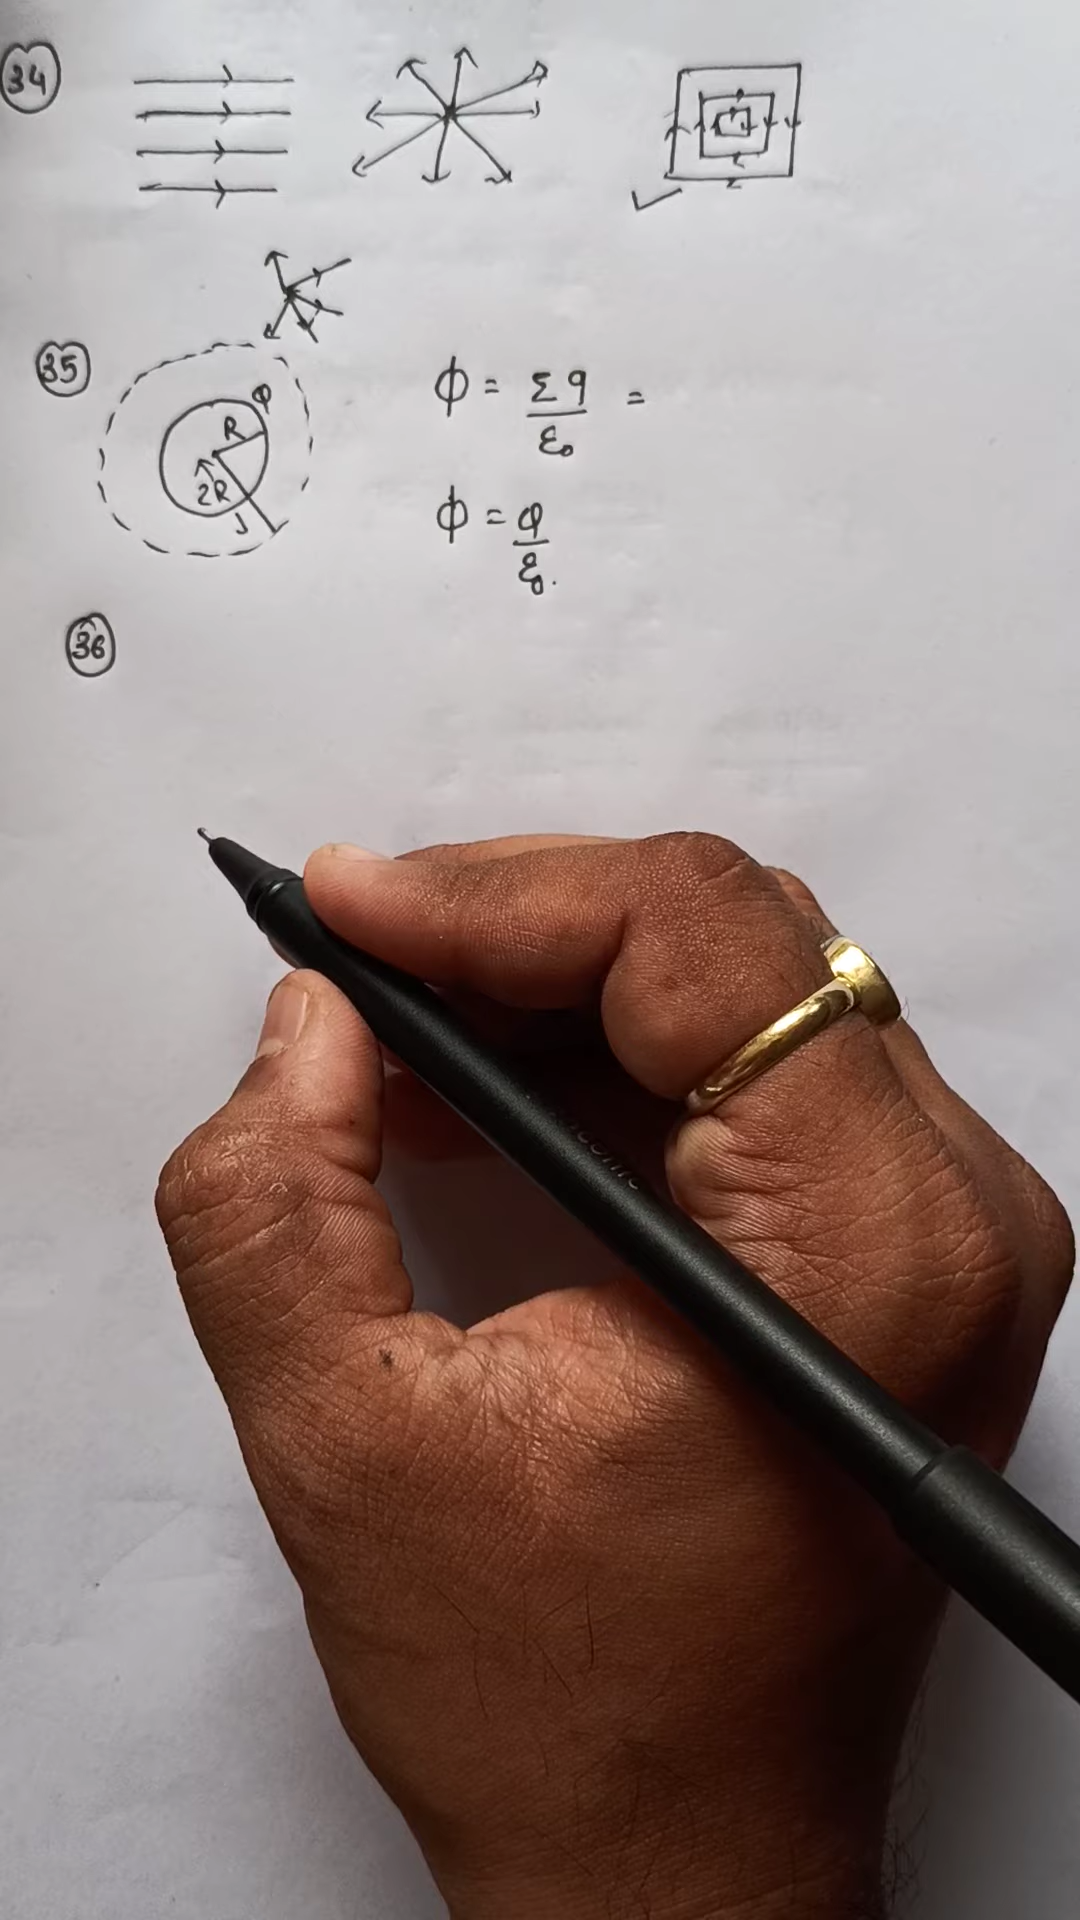 34
35
Q
R
2R
ϕ = Σq/ε₀ =
ϕ = Q/ε₀.
36